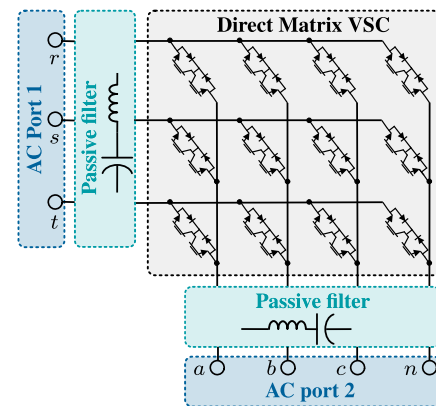 Direct Matrix VSC
AC Port 1
Passive filter
r
s
t
Passive filter
a b c n
AC port 2